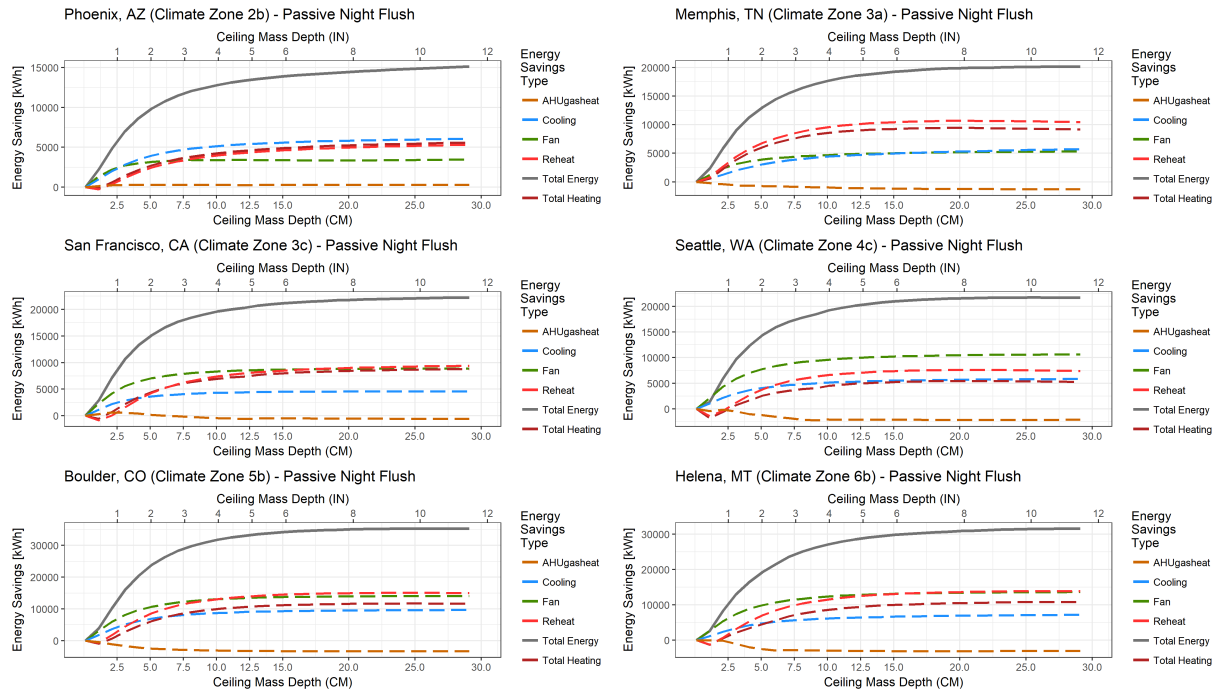 Phoenix, AZ (Climate Zone 2b) - Passive Night Flush
Ceiling Mass Depth (IN)
1 2 3 4 5 6 8 10 12
Energy Savings [kWh]
15000
10000
5000
0
2.5 5.0 7.5 10.0 12.5 15.0 20.0 25.0 30.0
Ceiling Mass Depth (CM)
Energy
Savings
Type
AHUgasheat
Cooling
Fan
Reheat
Total Energy
Total Heating
Memphis, TN (Climate Zone 3a) - Passive Night Flush
Ceiling Mass Depth (IN)
1 2 3 4 5 6 8 10 12
Energy Savings [kWh]
20000
15000
10000
5000
0
2.5 5.0 7.5 10.0 12.5 15.0 20.0 25.0 30.0
Ceiling Mass Depth (CM)
Energy
Savings
Type
AHUgasheat
Cooling
Fan
Reheat
Total Energy
Total Heating
San Francisco, CA (Climate Zone 3c) - Passive Night Flush
Ceiling Mass Depth (IN)
1 2 3 4 5 6 8 10 12
Energy Savings [kWh]
20000
15000
10000
5000
0
2.5 5.0 7.5 10.0 12.5 15.0 20.0 25.0 30.0
Ceiling Mass Depth (CM)
Energy
Savings
Type
AHUgasheat
Cooling
Fan
Reheat
Total Energy
Total Heating
Seattle, WA (Climate Zone 4c) - Passive Night Flush
Ceiling Mass Depth (IN)
1 2 3 4 5 6 8 10 12
Energy Savings [kWh]
20000
15000
10000
5000
0
2.5 5.0 7.5 10.0 12.5 15.0 20.0 25.0 30.0
Ceiling Mass Depth (CM)
Energy
Savings
Type
AHUgasheat
Cooling
Fan
Reheat
Total Energy
Total Heating
Boulder, CO (Climate Zone 5b) - Passive Night Flush
Ceiling Mass Depth (IN)
1 2 3 4 5 6 8 10 12
Energy Savings [kWh]
30000
20000
10000
0
2.5 5.0 7.5 10.0 12.5 15.0 20.0 25.0 30.0
Ceiling Mass Depth (CM)
Energy
Savings
Type
AHUgasheat
Cooling
Fan
Reheat
Total Energy
Total Heating
Helena, MT (Climate Zone 6b) - Passive Night Flush
Ceiling Mass Depth (IN)
1 2 3 4 5 6 8 10 12
Energy Savings [kWh]
30000
20000
10000
0
2.5 5.0 7.5 10.0 12.5 15.0 20.0 25.0 30.0
Ceiling Mass Depth (CM)
Energy
Savings
Type
AHUgasheat
Cooling
Fan
Reheat
Total Energy
Total Heating